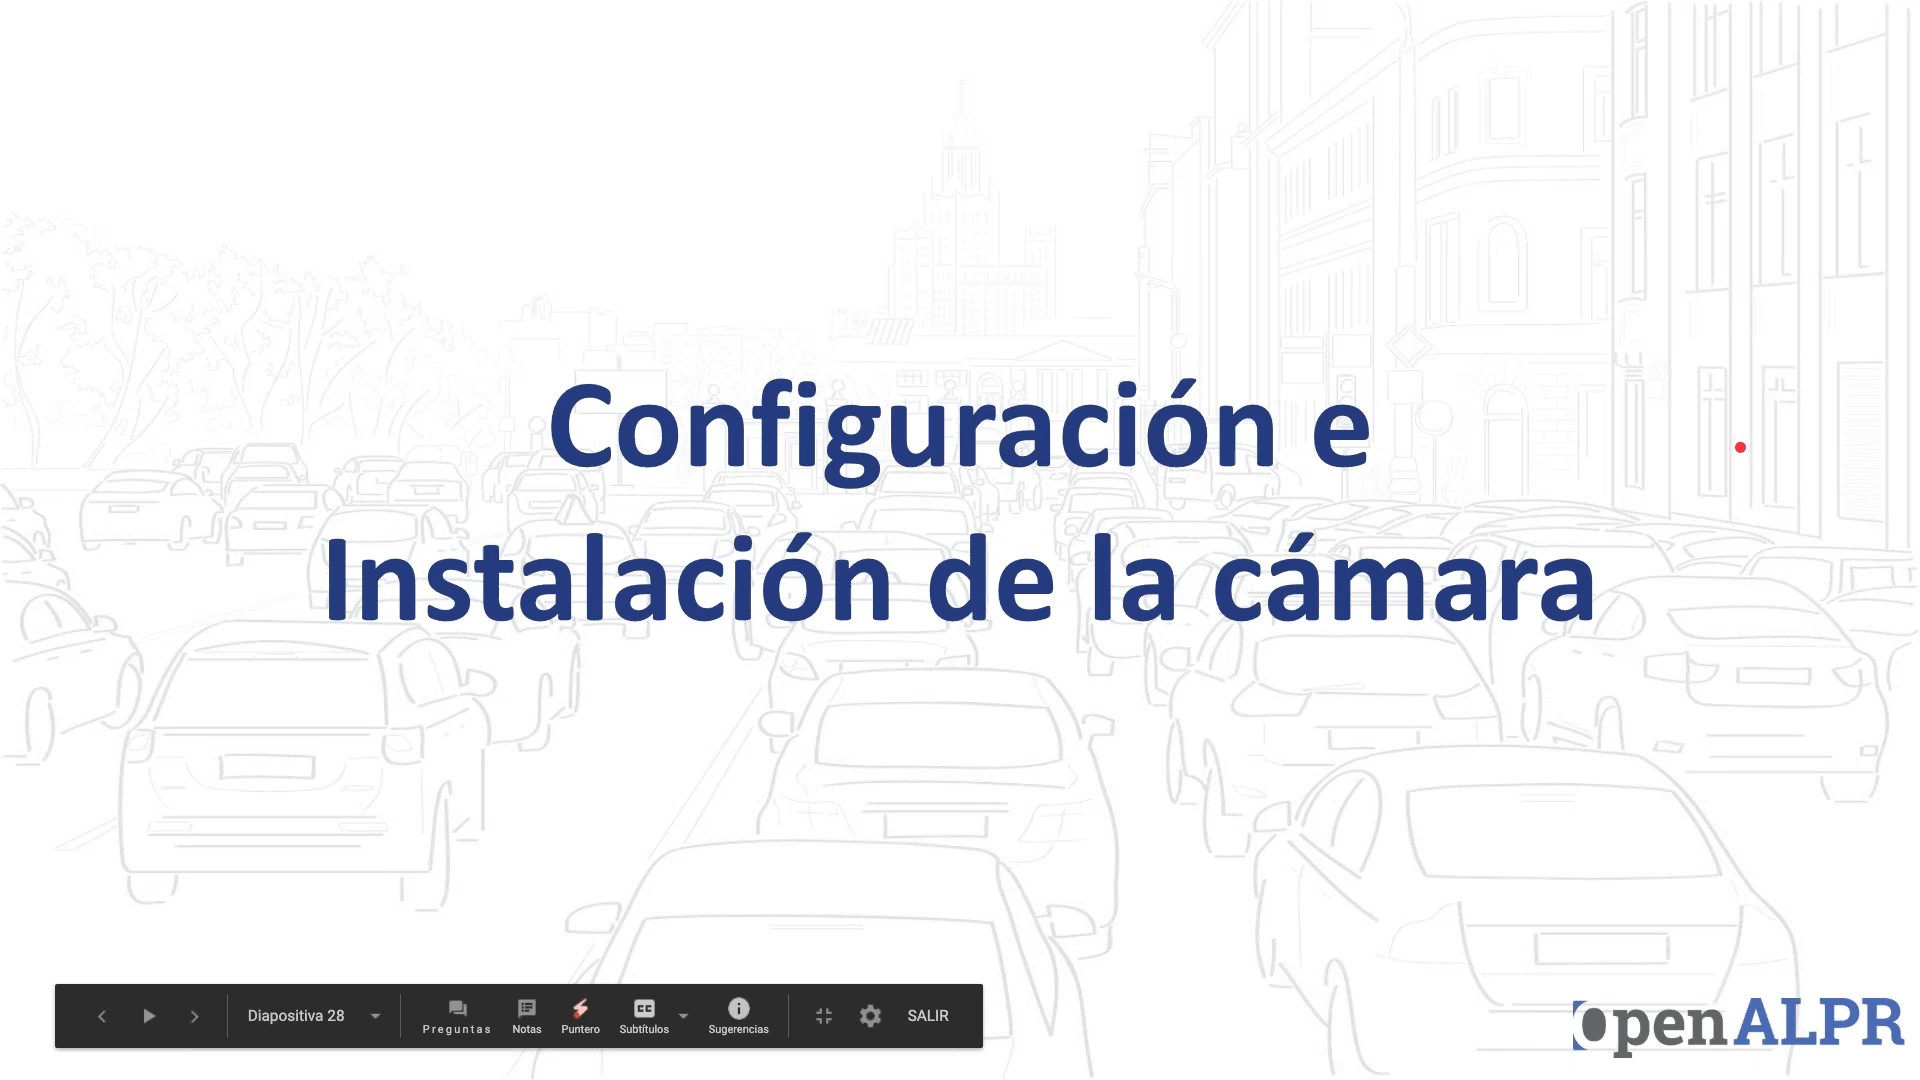 Configuración e
Instalación de la cámara
Diapositiva 28
Preguntas
Notas
Puntero
Subtítulos
Sugerencias
SALIR
openALPR